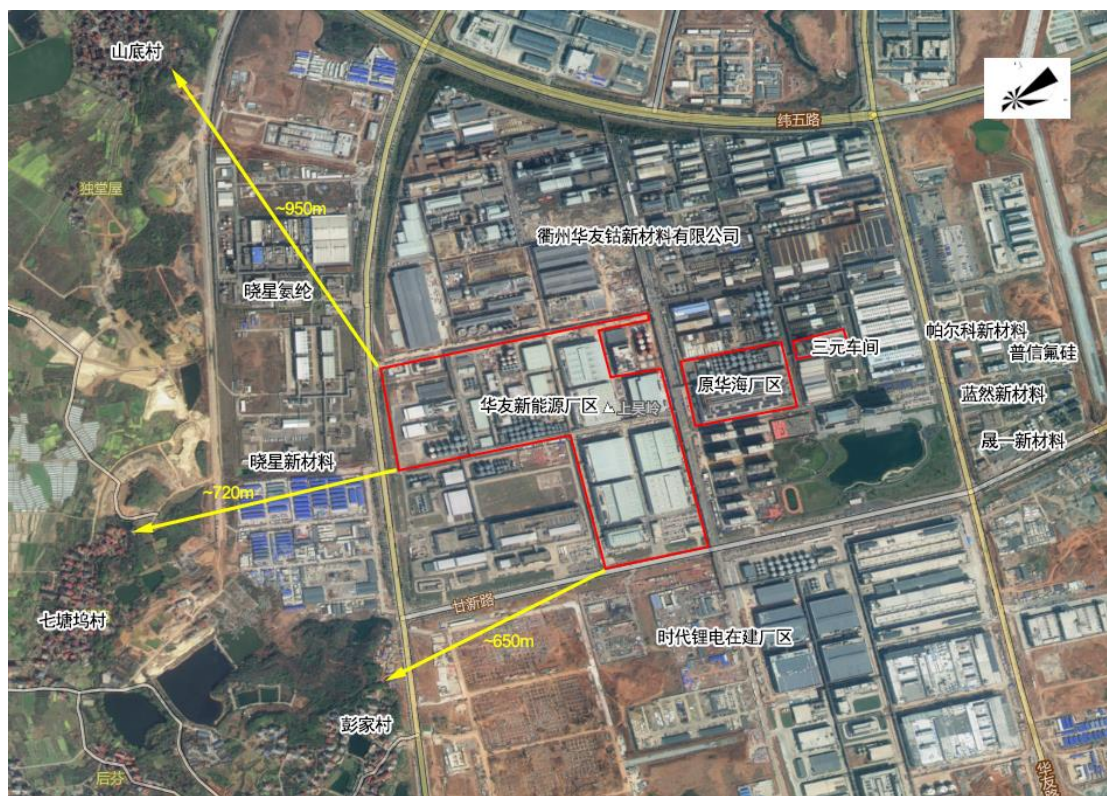 山底村
纬五路
独堂屋
~950m
衢州华友钴新材料有限公司
晓星氨纶
帕尔科新材料
三元车间
普信氟硅
原华海厂区
蓝然新材料
华友新能源厂区
上吴岭
晟一新材料
晓星新材料
~720m
甘新路
七塘坞村
~650m
时代锂电在建厂区
彭家村
后芬
华友路